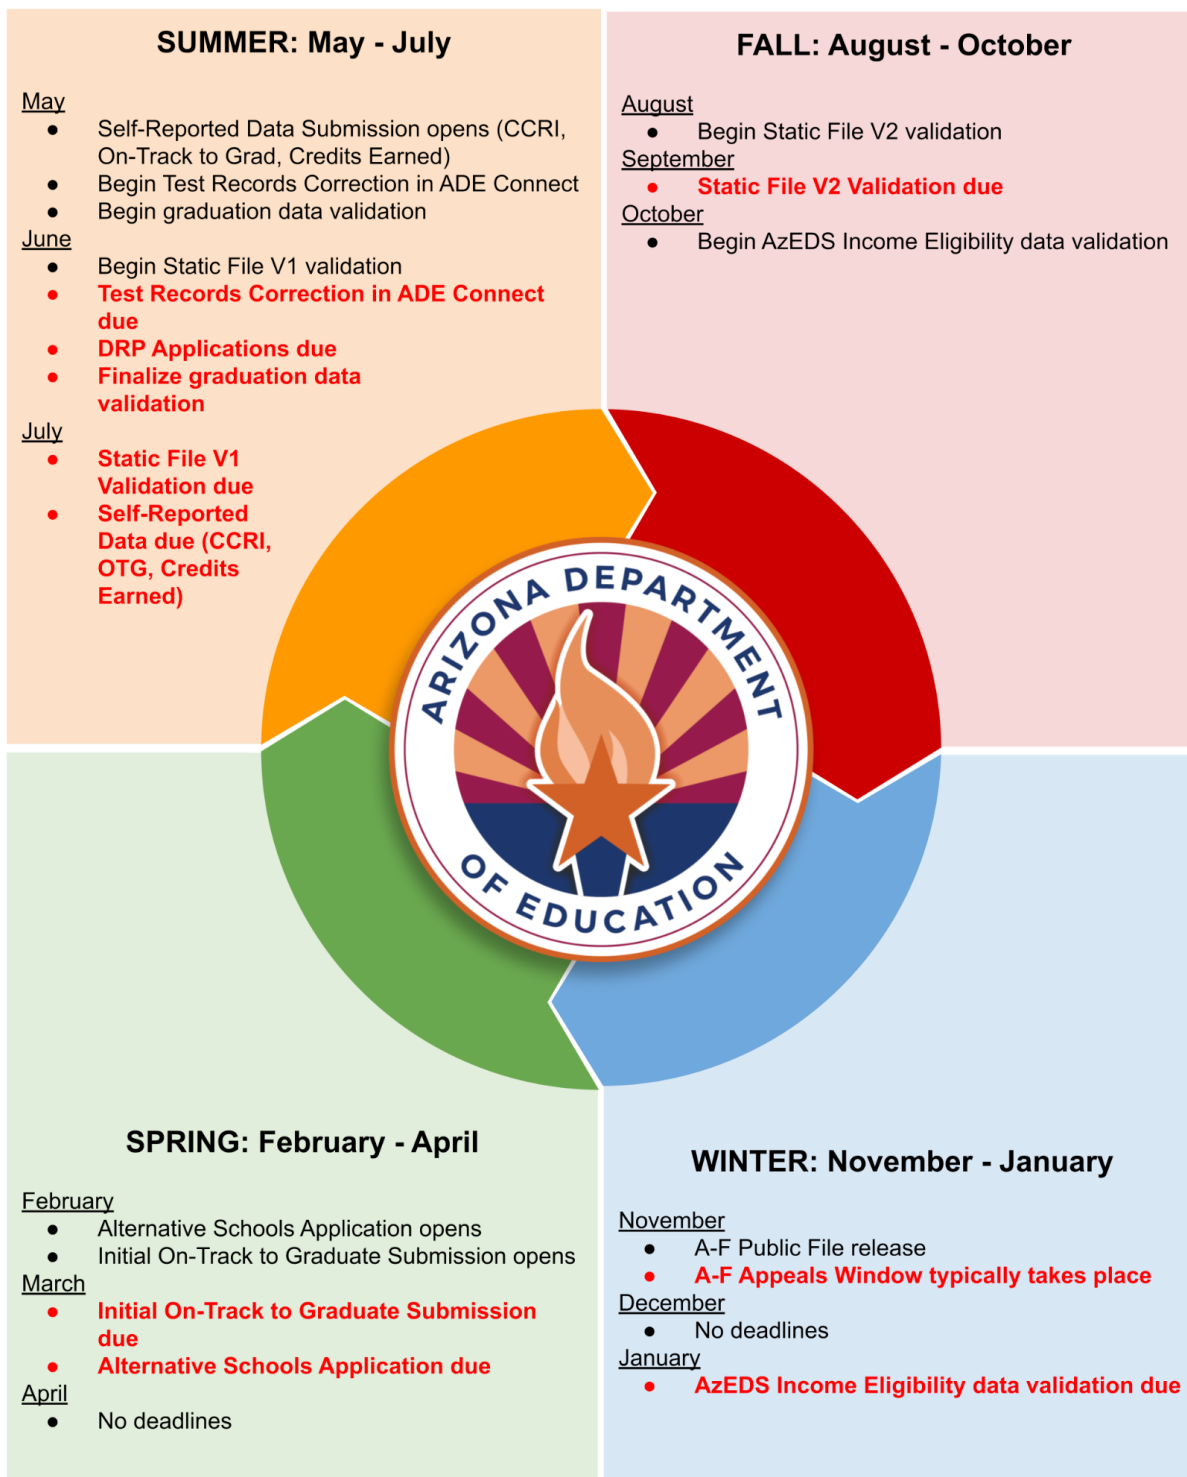 SUMMER: May - July
May
● Self-Reported Data Submission opens (CCRI,
On-Track to Grad, Credits Earned)
● Begin Test Records Correction in ADE Connect
● Begin graduation data validation
June
● Begin Static File V1 validation
● Test Records Correction in ADE Connect
due
● DRP Applications due
● Finalize graduation data
validation
July
● Static File V1
Validation due
● Self-Reported
Data due (CCRI,
OTG, Credits
Earned)
FALL: August - October
August
● Begin Static File V2 validation
September
● Static File V2 Validation due
October
● Begin AzEDS Income Eligibility data validation
ARIZONA DEPARTMENT
OF EDUCATION
SPRING: February - April
February
● Alternative Schools Application opens
● Initial On-Track to Graduate Submission opens
March
● Initial On-Track to Graduate Submission
due
● Alternative Schools Application due
April
● No deadlines
WINTER: November - January
November
● A-F Public File release
● A-F Appeals Window typically takes place
December
● No deadlines
January
● AzEDS Income Eligibility data validation due